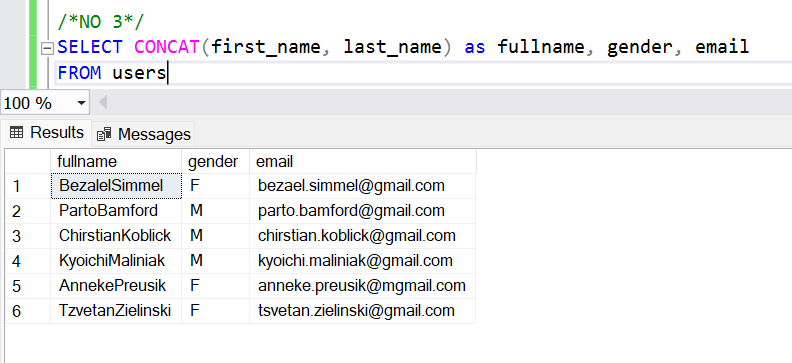 /*NO 3*/
SELECT CONCAT(first_name, last_name) as fullname, gender, email
FROM users
100 %
Results Messages
fullname gender email
1 BezalelSimmel F bezael.simmel@gmail.com
2 PartoBamford M parto.bamford@gmail.com
3 ChirstianKoblick M chirstian.koblick@gmail.com
4 KyoichiMaliniak M kyoichi.maliniak@gmail.com
5 AnnekePreusik F anneke.preusik@mgmail.com
6 TzvetanZielinski F tsvetan.zielinski@gmail.com